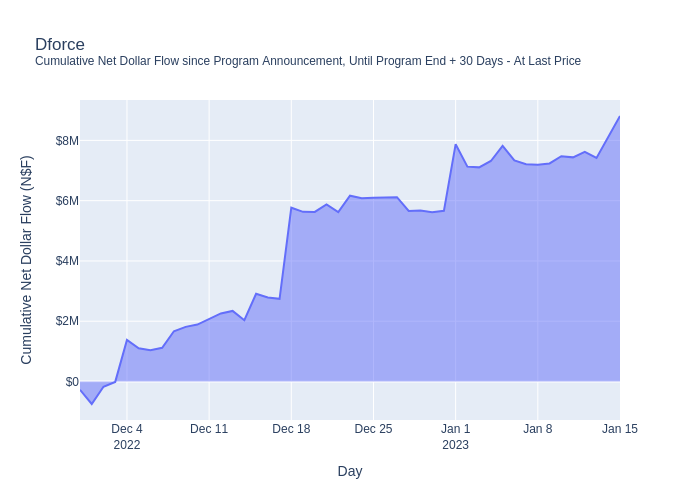 Dforce
Cumulative Net Dollar Flow since Program Announcement, Until Program End + 30 Days - At Last Price
Cumulative Net Dollar Flow (N$F)
$8M
$6M
$4M
$2M
$0
Dec 4 Dec 11 Dec 18 Dec 25 Jan 1 Jan 8 Jan 15
2022 2023
Day